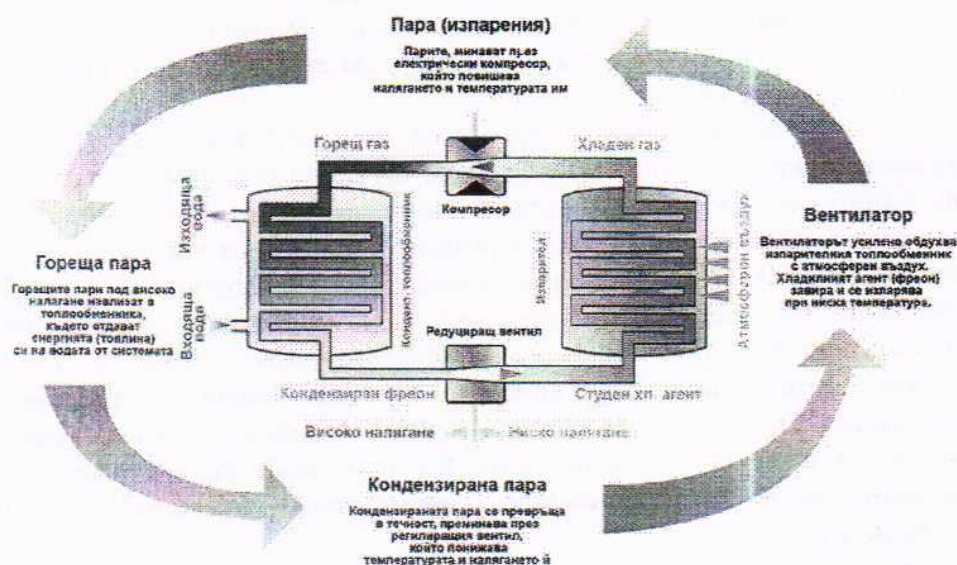 Пара (изпарения)
Парите, минават през
електрически компресор,
който повишава
налягането и температурата им
Горещ газ
Хладен газ
Компресор
Изходяща
вода
Входяща
вода
Конденз. топлообменник
Изпарител
Атмосферен въздух
Гореща пара
Горещите пари под високо
налагане навлизат в
топлообменника,
където отдават
енергията (топлина)
си на водата от системата
Вентилатор
Вентилаторът усилено обдухва
изпарителния топлообменник
с атмосферен въздух.
Хладилният агент (фреон)
завира и се изпарява
при ниска температура.
Редуциращ вентил
Кондензиран фреон
Студен хл. агент
Високо налягане
Ниско налягане
Кондензирана пара
Кондензираната пара се превръща
в течност, преминава през
регилиращия вентил,
който понижава
температурата и налягането й